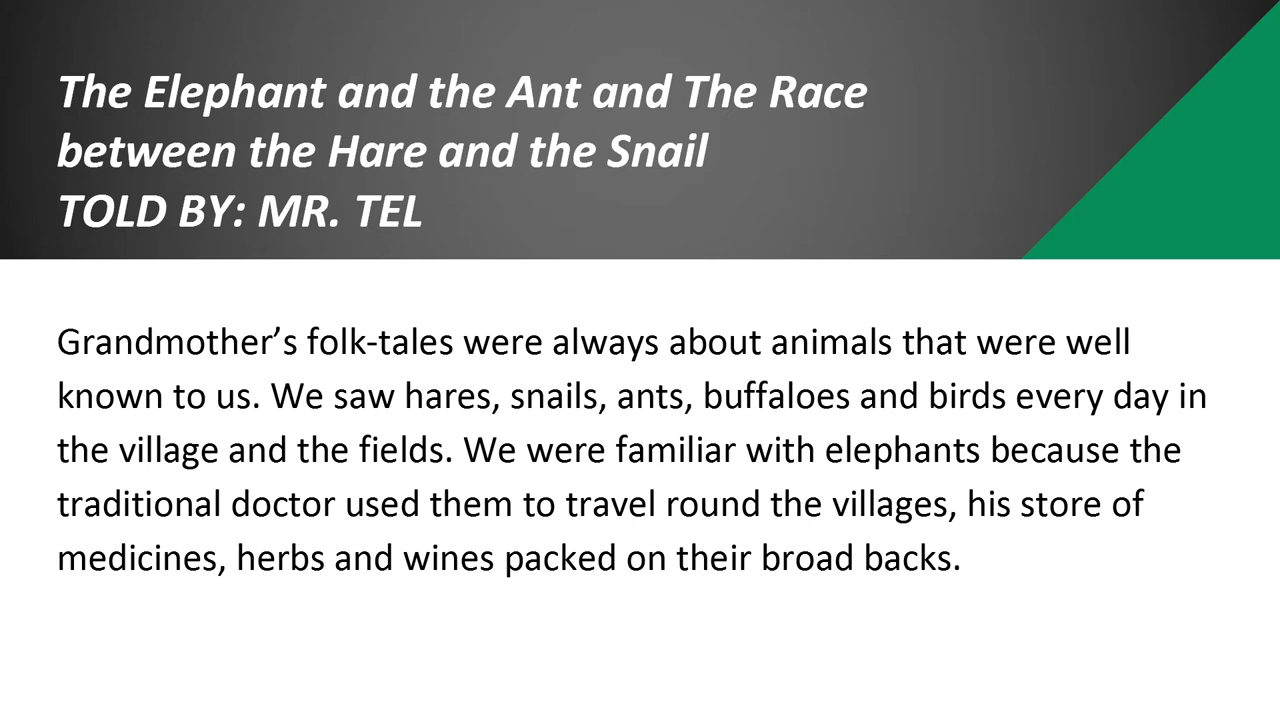 The Elephant and the Ant and The Race
between the Hare and the Snail
TOLD BY: MR. TEL
Grandmother’s folk-tales were always about animals that were well
known to us. We saw hares, snails, ants, buffaloes and birds every day in
the village and the fields. We were familiar with elephants because the
traditional doctor used them to travel round the villages, his store of
medicines, herbs and wines packed on their broad backs.